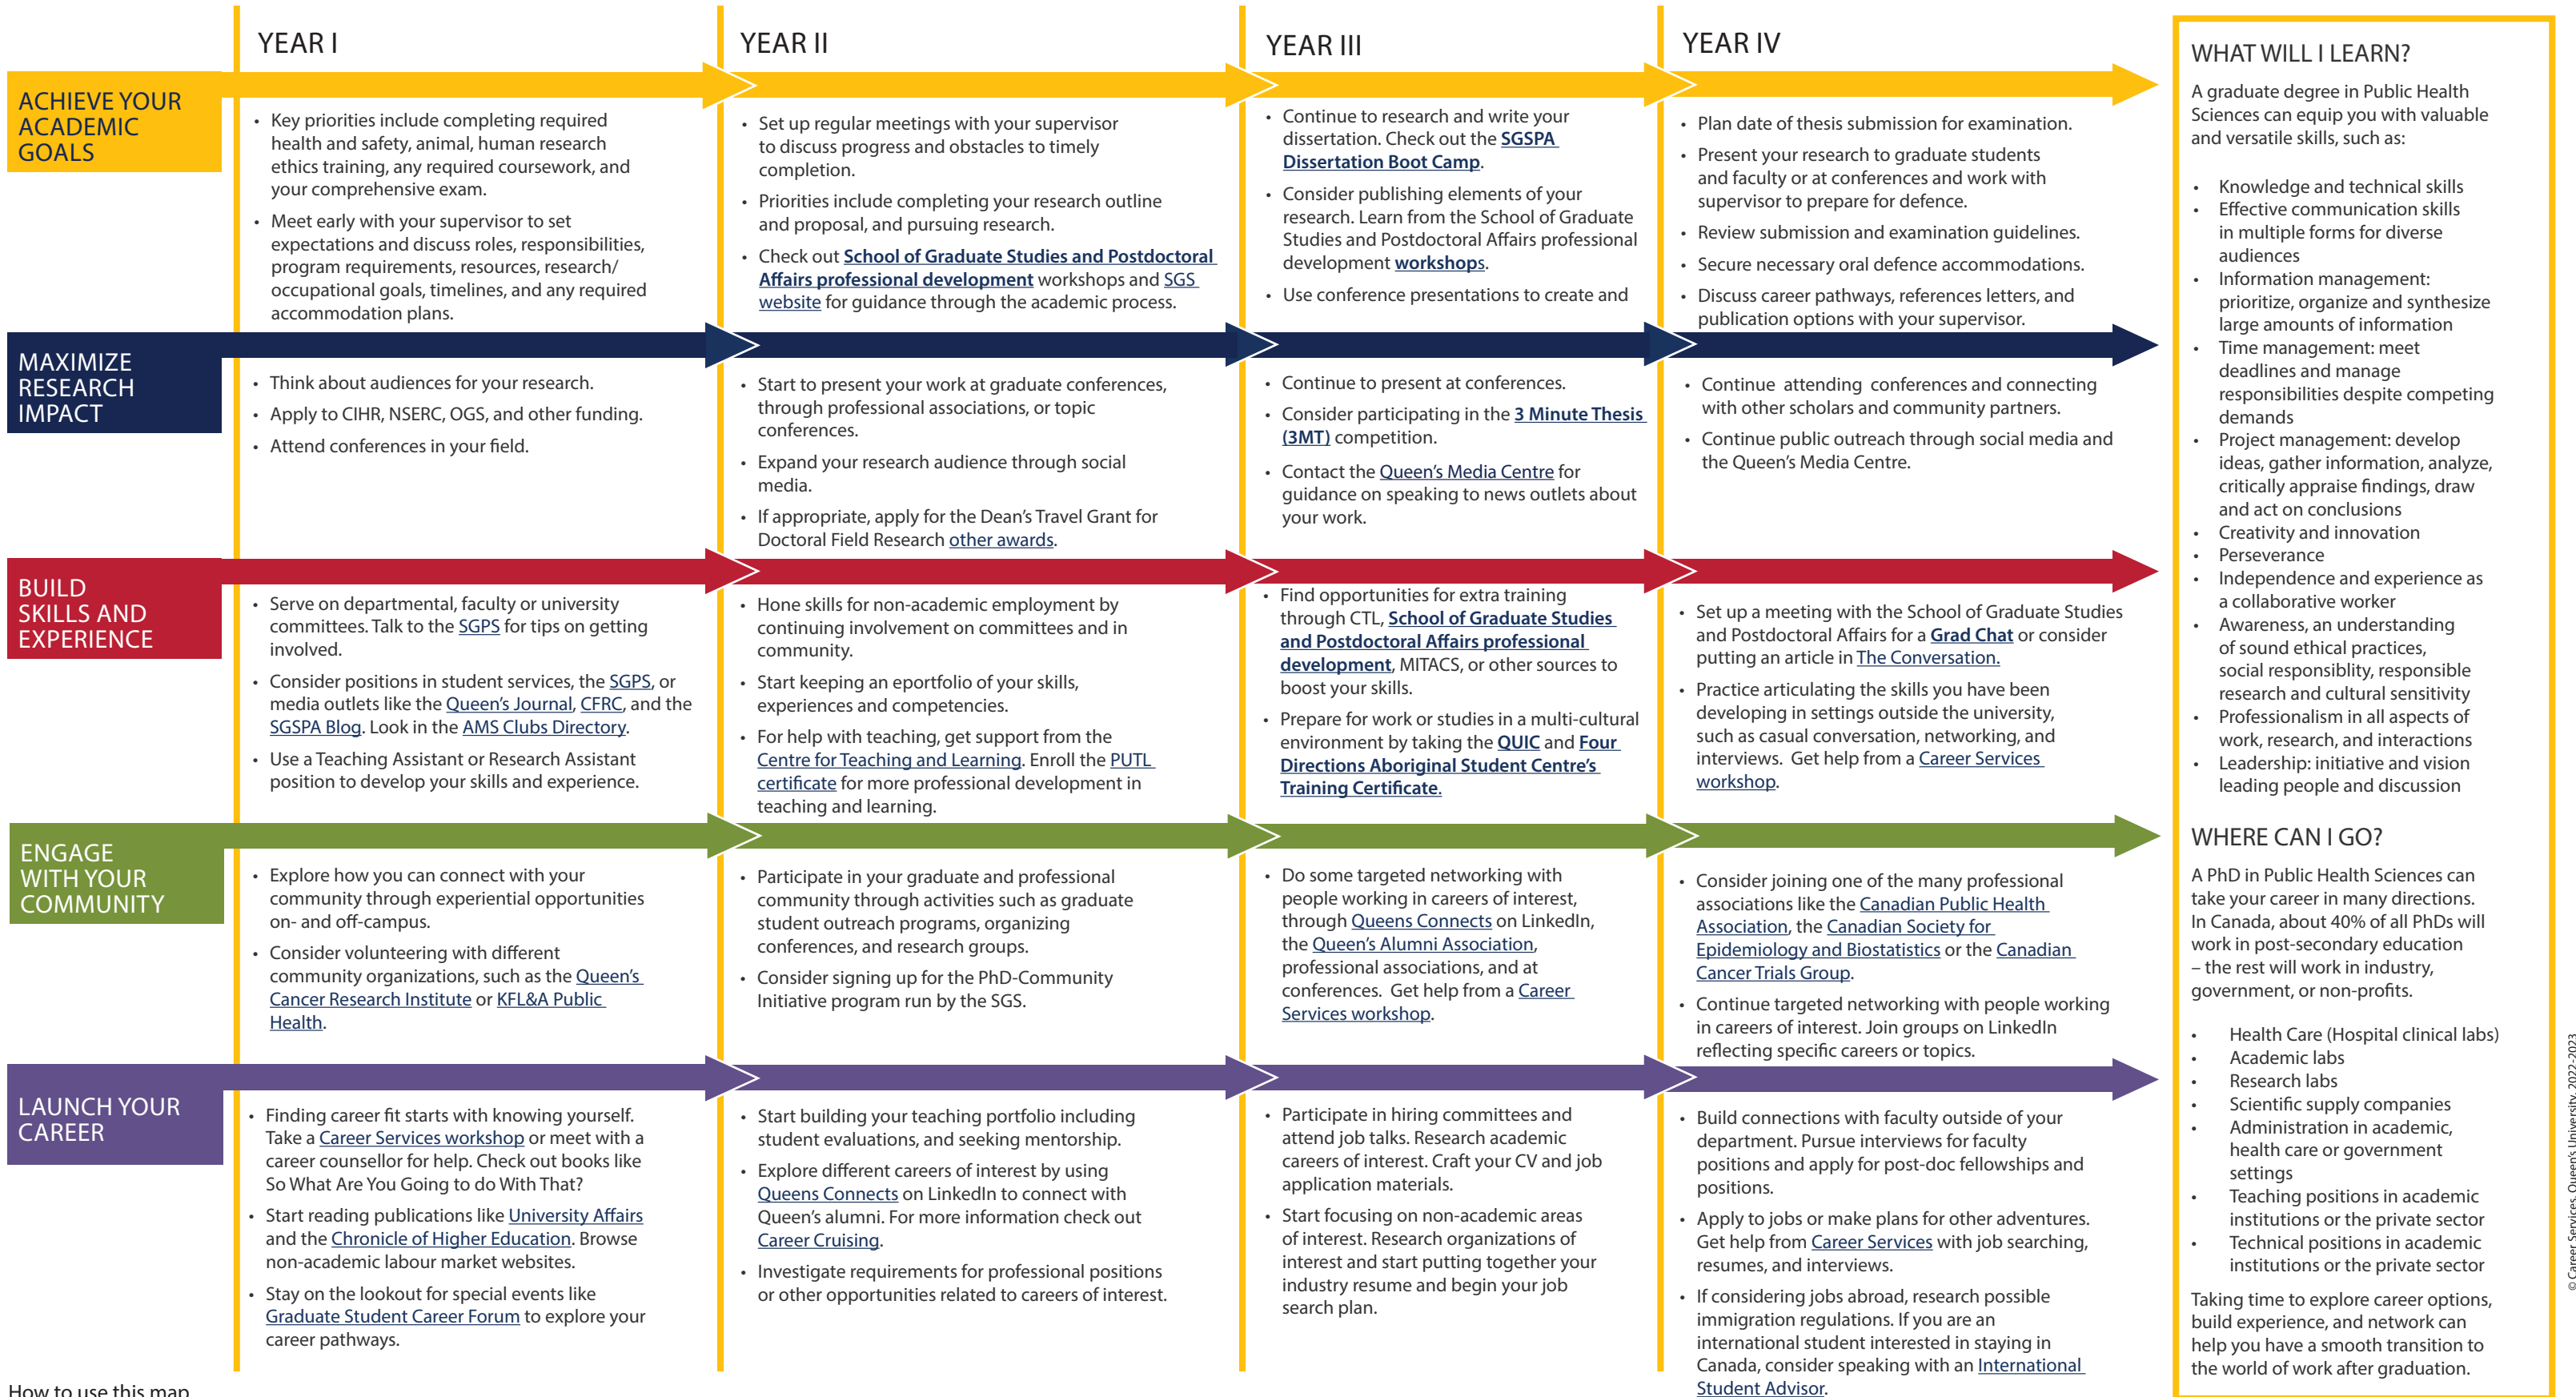 YEAR I
YEAR II
YEAR III
YEAR IV
ACHIEVE YOUR
ACADEMIC
GOALS
• Key priorities include completing required
health and safety, animal, human research
ethics training, any required coursework, and
your comprehensive exam.
• Meet early with your supervisor to set
expectations and discuss roles, responsibilities,
program requirements, resources, research/
occupational goals, timelines, and any required
accommodation plans.
• Set up regular meetings with your supervisor
to discuss progress and obstacles to timely
completion.
• Priorities include completing your research outline
and proposal, and pursuing research.
• Check out School of Graduate Studies and Postdoctoral
Affairs professional development workshops and SGS
website for guidance through the academic process.
• Continue to research and write your
dissertation. Check out the SGSPA
Dissertation Boot Camp.
• Consider publishing elements of your
research. Learn from the School of Graduate
Studies and Postdoctoral Affairs professional
development workshops.
• Use conference presentations to create and
• Plan date of thesis submission for examination.
• Present your research to graduate students
and faculty or at conferences and work with
supervisor to prepare for defence.
• Review submission and examination guidelines.
• Secure necessary oral defence accommodations.
• Discuss career pathways, references letters, and
publication options with your supervisor.
MAXIMIZE
RESEARCH
IMPACT
• Think about audiences for your research.
• Apply to CIHR, NSERC, OGS, and other funding.
• Attend conferences in your field.
• Start to present your work at graduate conferences,
through professional associations, or topic
conferences.
• Expand your research audience through social
media.
• If appropriate, apply for the Dean's Travel Grant for
Doctoral Field Research other awards.
• Continue to present at conferences.
• Consider participating in the 3 Minute Thesis
(3MT) competition.
• Contact the Queen's Media Centre for
guidance on speaking to news outlets about
your work.
• Continue attending conferences and connecting
with other scholars and community partners.
• Continue public outreach through social media and
the Queen's Media Centre.
BUILD
SKILLS AND
EXPERIENCE
• Serve on departmental, faculty or university
committees. Talk to the SGPS for tips on getting
involved.
• Consider positions in student services, the SGPS, or
media outlets like the Queen's Journal, CFRC, and the
SGSPA Blog. Look in the AMS Clubs Directory.
• Use a Teaching Assistant or Research Assistant
position to develop your skills and experience.
• Hone skills for non-academic employment by
continuing involvement on committees and in
community.
• Start keeping an eportfolio of your skills,
experiences and competencies.
• For help with teaching, get support from the
Centre for Teaching and Learning. Enroll the PUTL
certificate for more professional development in
teaching and learning.
• Find opportunities for extra training
through CTL, School of Graduate Studies
and Postdoctoral Affairs professional
development, MITACS, or other sources to
boost your skills.
• Prepare for work or studies in a multi-cultural
environment by taking the QUIC and Four
Directions Aboriginal Student Centre's
Training Certificate.
• Set up a meeting with the School of Graduate Studies
and Postdoctoral Affairs for a Grad Chat or consider
putting an article in The Conversation.
• Practice articulating the skills you have been
developing in settings outside the university,
such as casual conversation, networking, and
interviews. Get help from a Career Services
workshop.
ENGAGE
WITH YOUR
COMMUNITY
• Explore how you can connect with your
community through experiential opportunities
on- and off-campus.
• Consider volunteering with different
community organizations, such as the Queen's
Cancer Research Institute or KFL&A Public
Health.
• Participate in your graduate and professional
community through activities such as graduate
student outreach programs, organizing
conferences, and research groups.
• Consider signing up for the PhD-Community
Initiative program run by the SGS.
• Do some targeted networking with
people working in careers of interest,
through Queens Connects on LinkedIn,
the Queen's Alumni Association,
professional associations, and at
conferences. Get help from a Career
Services workshop.
• Consider joining one of the many professional
associations like the Canadian Public Health
Association, the Canadian Society for
Epidemiology and Biostatistics or the Canadian
Cancer Trials Group.
• Continue targeted networking with people working
in careers of interest. Join groups on LinkedIn
reflecting specific careers or topics.
LAUNCH YOUR
CAREER
• Finding career fit starts with knowing yourself.
Take a Career Services workshop or meet with a
career counsellor for help. Check out books like
So What Are You Going to do With That?
• Start reading publications like University Affairs
and the Chronicle of Higher Education. Browse
non-academic labour market websites.
• Stay on the lookout for special events like
Graduate Student Career Forum to explore your
career pathways.
• Start building your teaching portfolio including
student evaluations, and seeking mentorship.
• Explore different careers of interest by using
Queens Connects on LinkedIn to connect with
Queen's alumni. For more information check out
Career Cruising.
• Investigate requirements for professional positions
or other opportunities related to careers of interest.
• Participate in hiring committees and
attend job talks. Research academic
careers of interest. Craft your CV and job
application materials.
• Start focusing on non-academic areas
of interest. Research organizations of
interest and start putting together your
industry resume and begin your job
search plan.
• Build connections with faculty outside of your
department. Pursue interviews for faculty
positions and apply for post-doc fellowships and
positions.
• Apply to jobs or make plans for other adventures.
Get help from Career Services with job searching,
resumes, and interviews.
• If considering jobs abroad, research possible
immigration regulations. If you are an
international student interested in staying in
Canada, consider speaking with an International
Student Advisor.
WHAT WILL I LEARN?
A graduate degree in Public Health
Sciences can equip you with valuable
and versatile skills, such as:
• Knowledge and technical skills
• Effective communication skills
in multiple forms for diverse
audiences
• Information management:
prioritize, organize and synthesize
large amounts of information
• Time management: meet
deadlines and manage
responsibilities despite competing
demands
• Project management: develop
ideas, gather information, analyze,
critically appraise findings, draw
and act on conclusions
• Creativity and innovation
• Perseverance
• Independence and experience as
a collaborative worker
• Awareness, an understanding
of sound ethical practices,
social responsiblity, responsible
research and cultural sensitivity
• Professionalism in all aspects of
work, research, and interactions
• Leadership: initiative and vision
leading people and discussion
WHERE CAN I GO?
A PhD in Public Health Sciences can
take your career in many directions.
In Canada, about 40% of all PhDs will
work in post-secondary education
– the rest will work in industry,
government, or non-profits.
• Health Care (Hospital clinical labs)
• Academic labs
• Research labs
• Scientific supply companies
• Administration in academic,
health care or government
settings
• Teaching positions in academic
institutions or the private sector
• Technical positions in academic
institutions or the private sector
Taking time to explore career options,
build experience, and network can
help you have a smooth transition to
the world of work after graduation.
© Career Services, Queen's University, 2022-2023
How to use this map